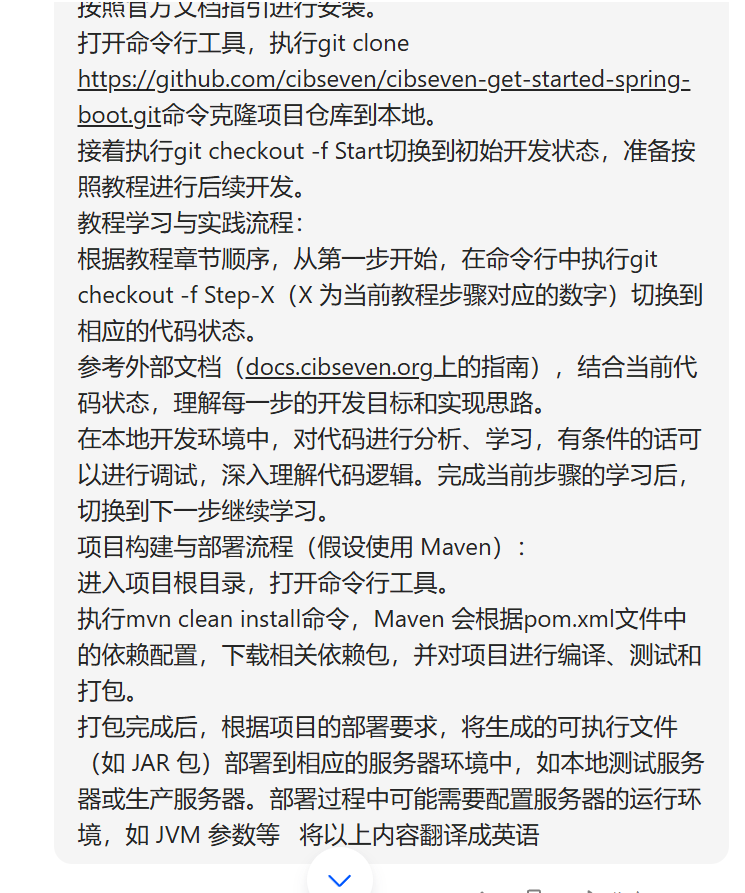 按照官方文档指引进行安装。
打开命令行工具，执行git clone
https://github.com/cibseven/cibseven-get-started-spring-
boot.git命令克隆项目仓库到本地。
接着执行git checkout -f Start切换到初始开发状态，准备按
照教程进行后续开发。
教程学习与实践流程：
根据教程章节顺序，从第一步开始，在命令行中执行git
checkout -f Step-X（X 为当前教程步骤对应的数字）切换到
相应的代码状态。
参考外部文档（docs.cibseven.org上的指南），结合当前代
码状态，理解每一步的开发目标和实现思路。
在本地开发环境中，对代码进行分析、学习，有条件的话可
以进行调试，深入理解代码逻辑。完成当前步骤的学习后，
切换到下一步继续学习。
项目构建与部署流程（假设使用 Maven）：
进入项目根目录，打开命令行工具。
执行mvn clean install命令，Maven 会根据pom.xml文件中
的依赖配置，下载相关依赖包，并对项目进行编译、测试和
打包。
打包完成后，根据项目的部署要求，将生成的可执行文件
（如 JAR 包）部署到相应的服务器环境中，如本地测试服务
器或生产服务器。部署过程中可能需要配置服务器的运行环
境，如 JVM 参数等   将以上内容翻译成英语